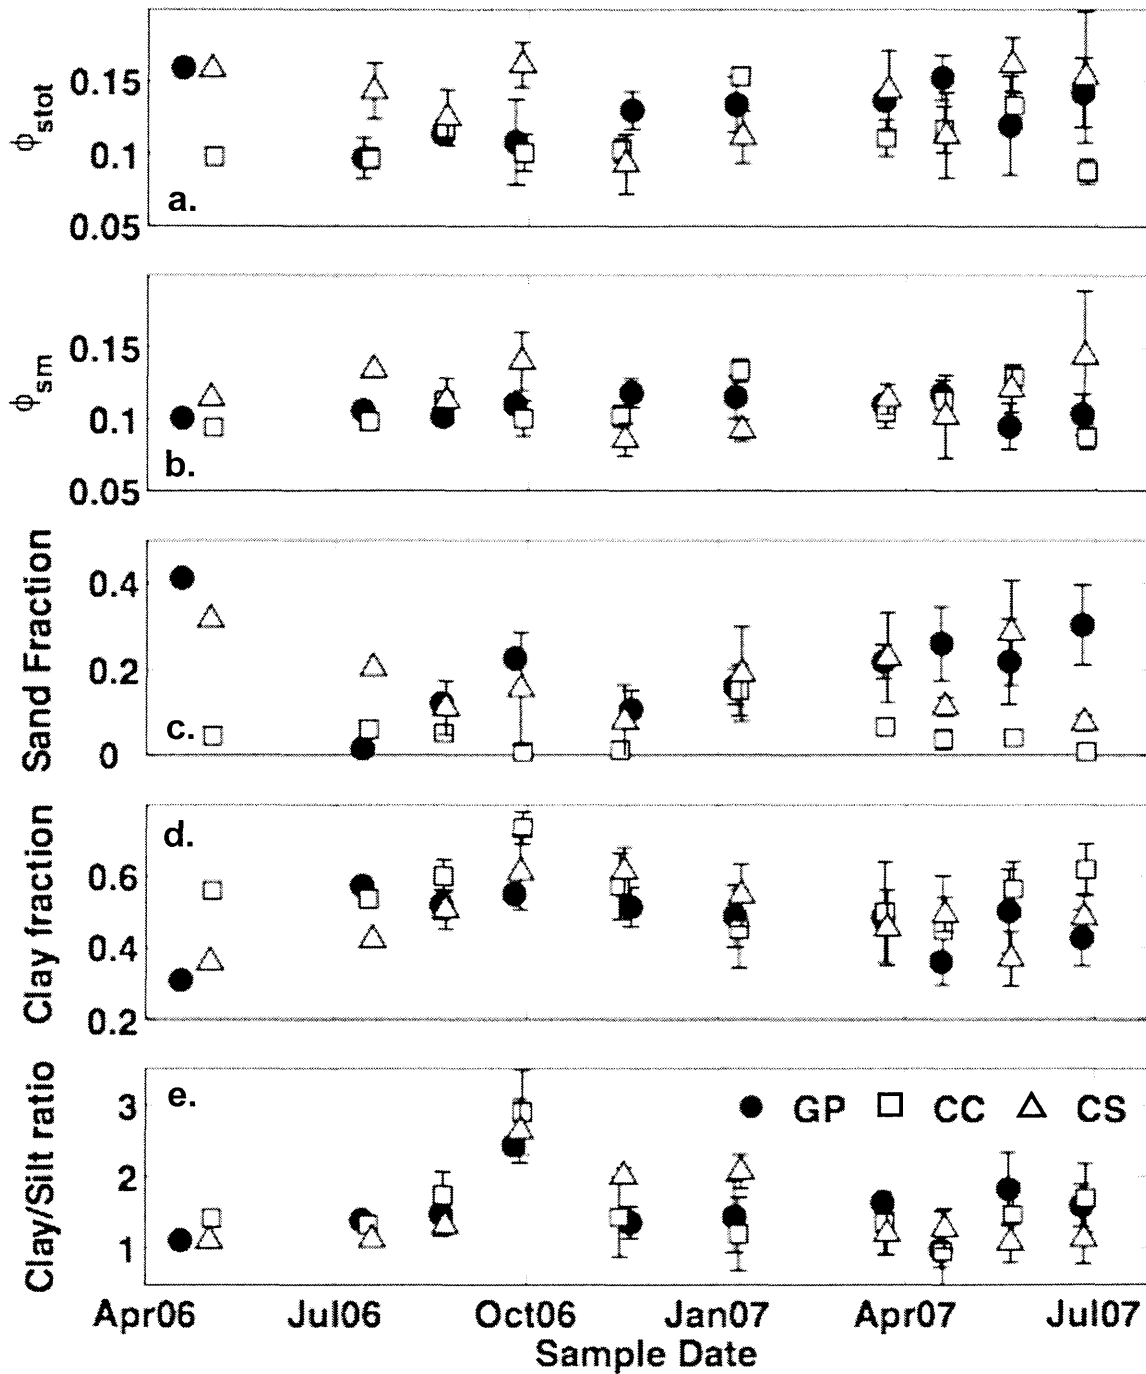 0.15
0.1
0.05
ϕstot
a.
0.15
0.1
0.05
ϕsm
b.
0.4
0.2
0
Sand Fraction
c.
0.6
0.4
0.2
Clay fraction
d.
3
2
1
Clay/Silt ratio
e.
GP CC CS
Apr06 Jul06 Oct06 Jan07 Apr07 Jul07
Sample Date